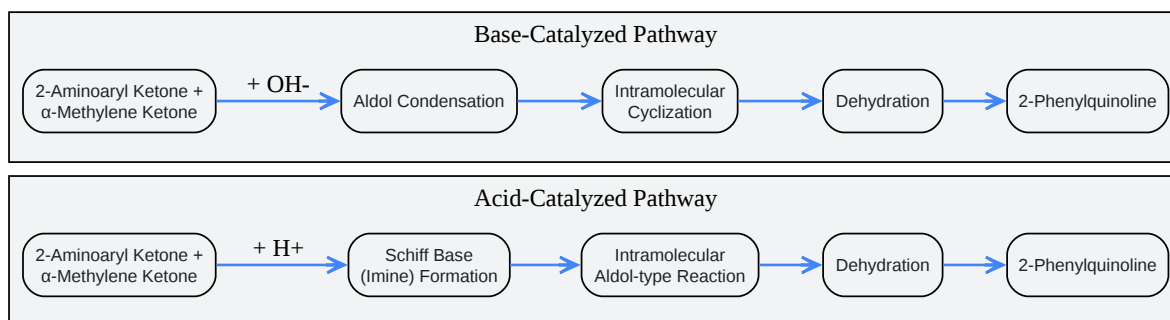 Base-Catalyzed Pathway
2-Aminoaryl Ketone +
α-Methylene Ketone
+ OH-
Aldol Condensation
Intramolecular
Cyclization
Dehydration
2-Phenylquinoline
Acid-Catalyzed Pathway
2-Aminoaryl Ketone +
α-Methylene Ketone
+ H+
Schiff Base
(Imine) Formation
Intramolecular
Aldol-type Reaction
Dehydration
2-Phenylquinoline